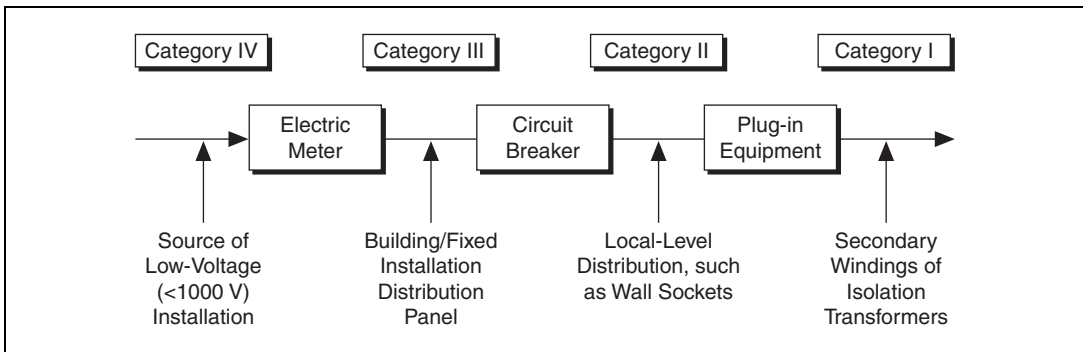 Category IV
Category III
Category II
Category I
Electric
Meter
Circuit
Breaker
Plug-in
Equipment
Source of
Low-Voltage
(<1000 V)
Installation
Building/Fixed
Installation
Distribution
Panel
Local-Level
Distribution, such
as Wall Sockets
Secondary
Windings of
Isolation
Transformers